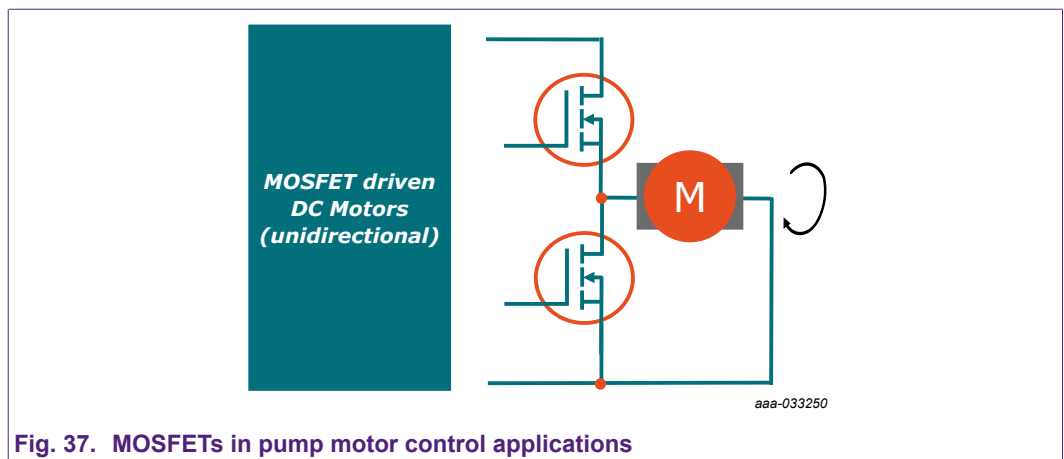 MOSFET driven
DC Motors
(unidirectional)
M
aaa-033250
Fig. 37. MOSFETs in pump motor control applications